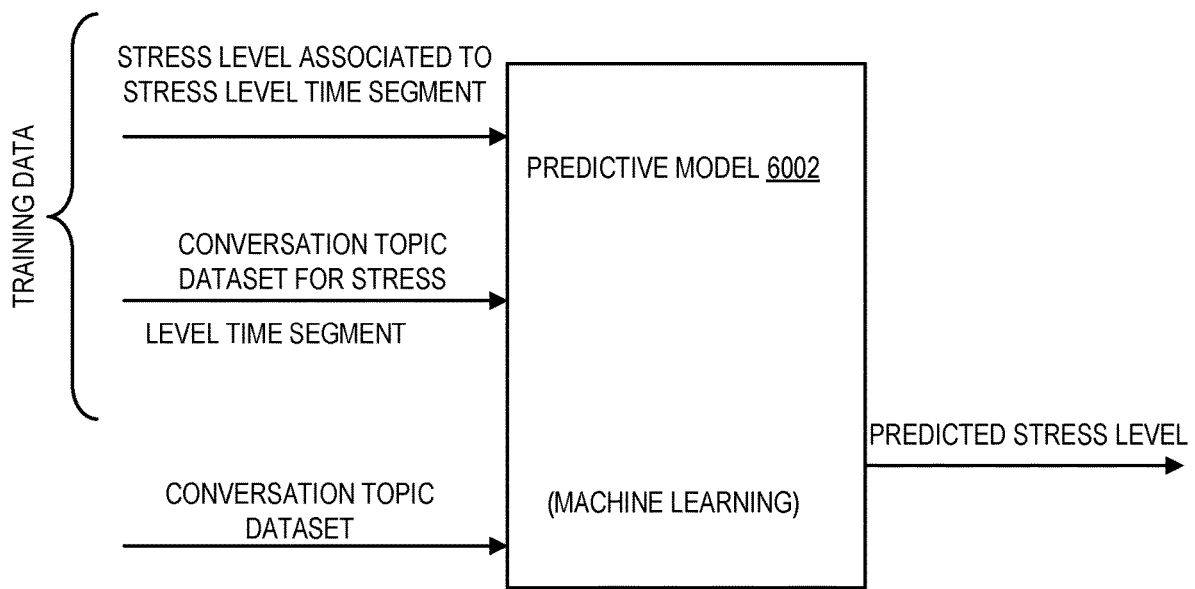 TRAINING DATA
STRESS LEVEL ASSOCIATED TO
STRESS LEVEL TIME SEGMENT
CONVERSATION TOPIC
DATASET FOR STRESS
LEVEL TIME SEGMENT
CONVERSATION TOPIC
DATASET
PREDICTIVE MODEL 6002
(MACHINE LEARNING)
PREDICTED STRESS LEVEL